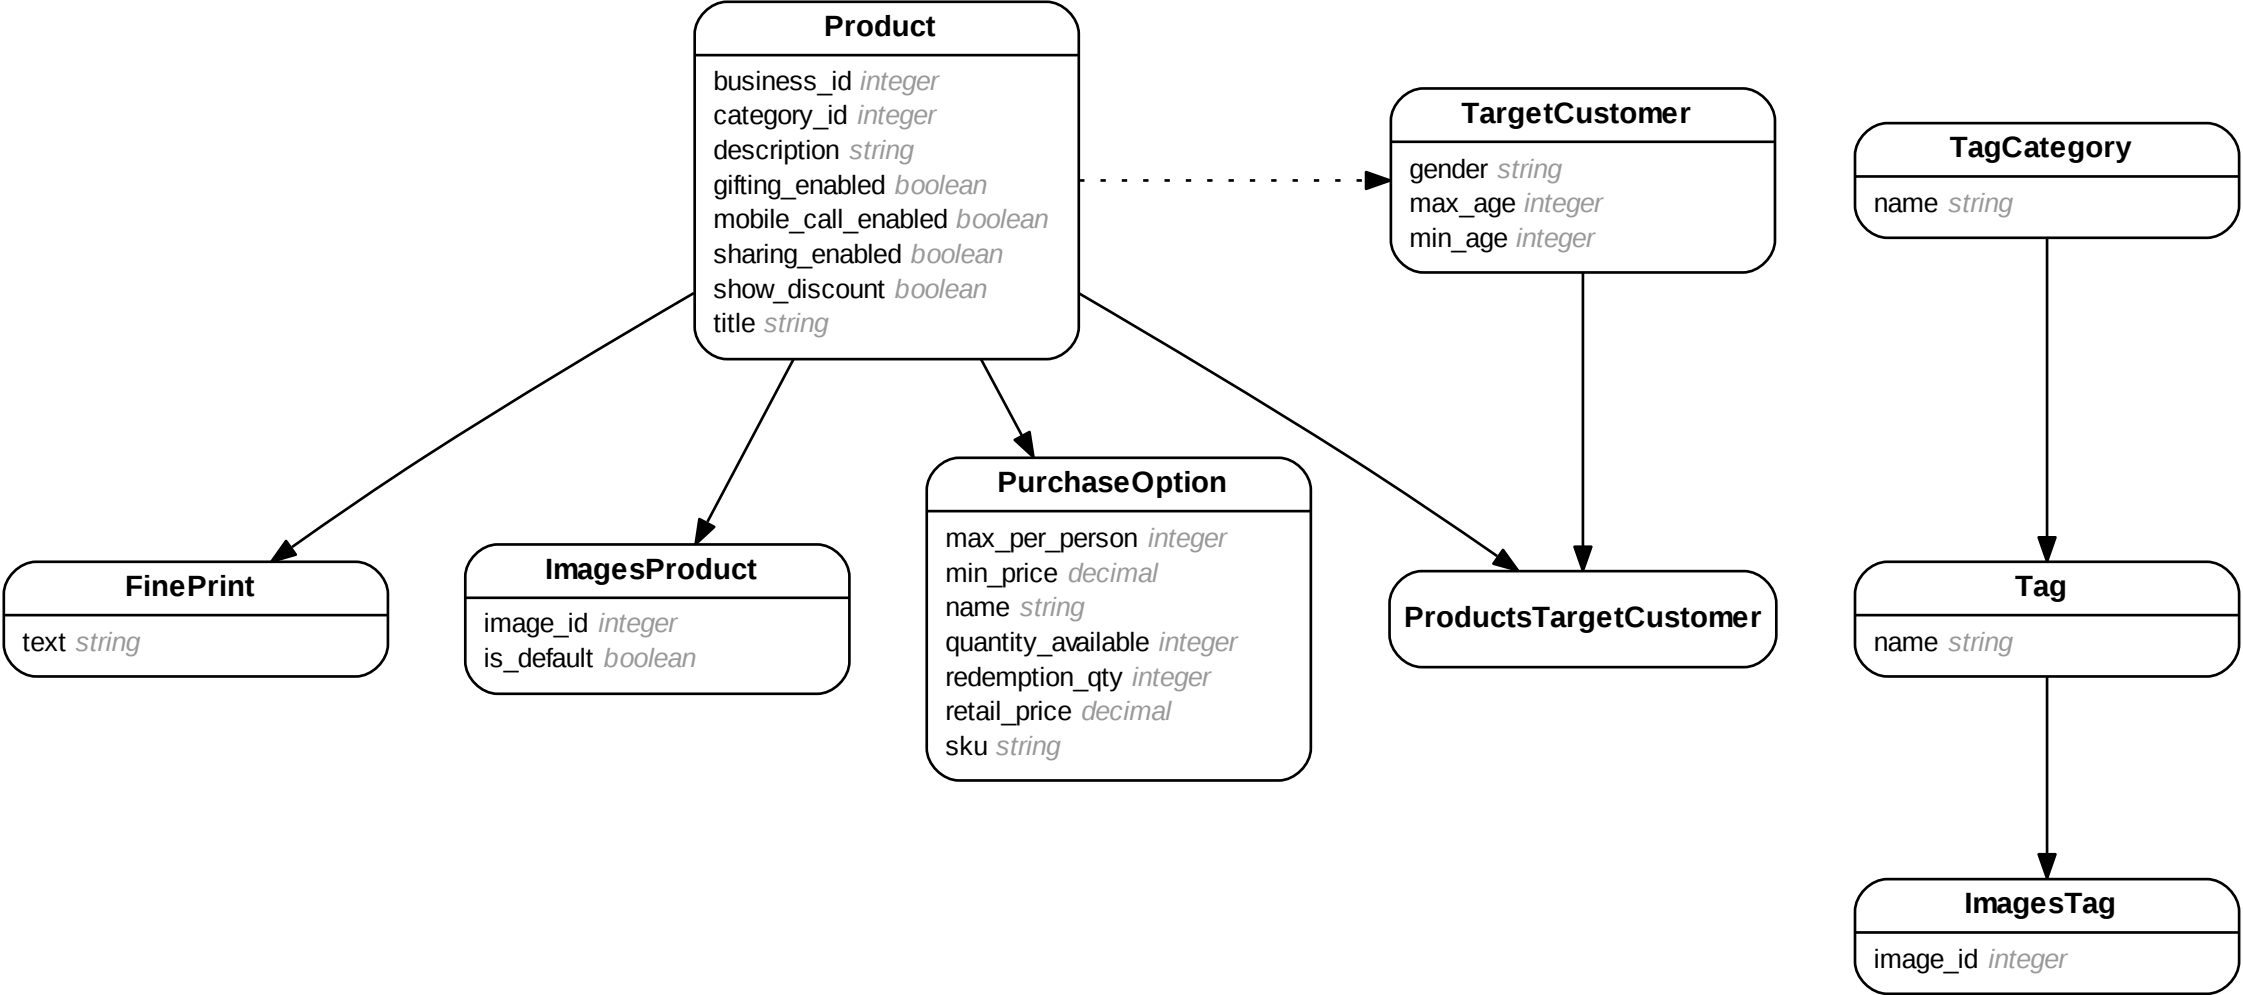 Product
business_id integer
category_id integer
description string
gifting_enabled boolean
mobile_call_enabled boolean
sharing_enabled boolean
show_discount boolean
title string
TargetCustomer
gender string
max_age integer
min_age integer
TagCategory
name string
FinePrint
text string
ImagesProduct
image_id integer
is_default boolean
PurchaseOption
max_per_person integer
min_price decimal
name string
quantity_available integer
redemption_qty integer
retail_price decimal
sku string
ProductsTargetCustomer
Tag
name string
ImagesTag
image_id integer